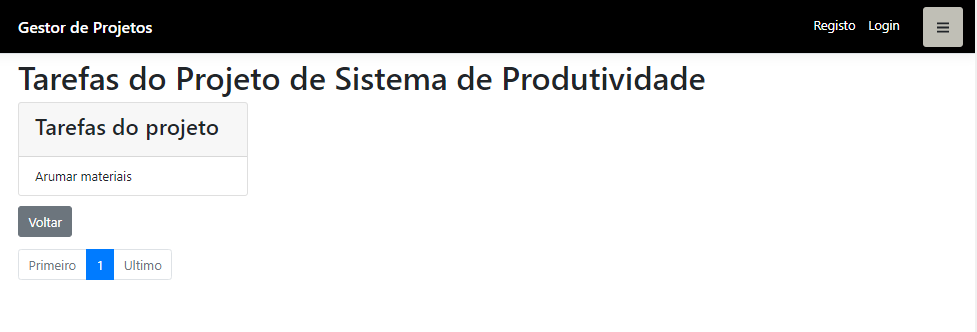 Gestor de Projetos
Registo Login
Tarefas do Projeto de Sistema de Produtividade
Tarefas do projeto
Arumar materiais
Voltar
Primeiro 1 Ultimo